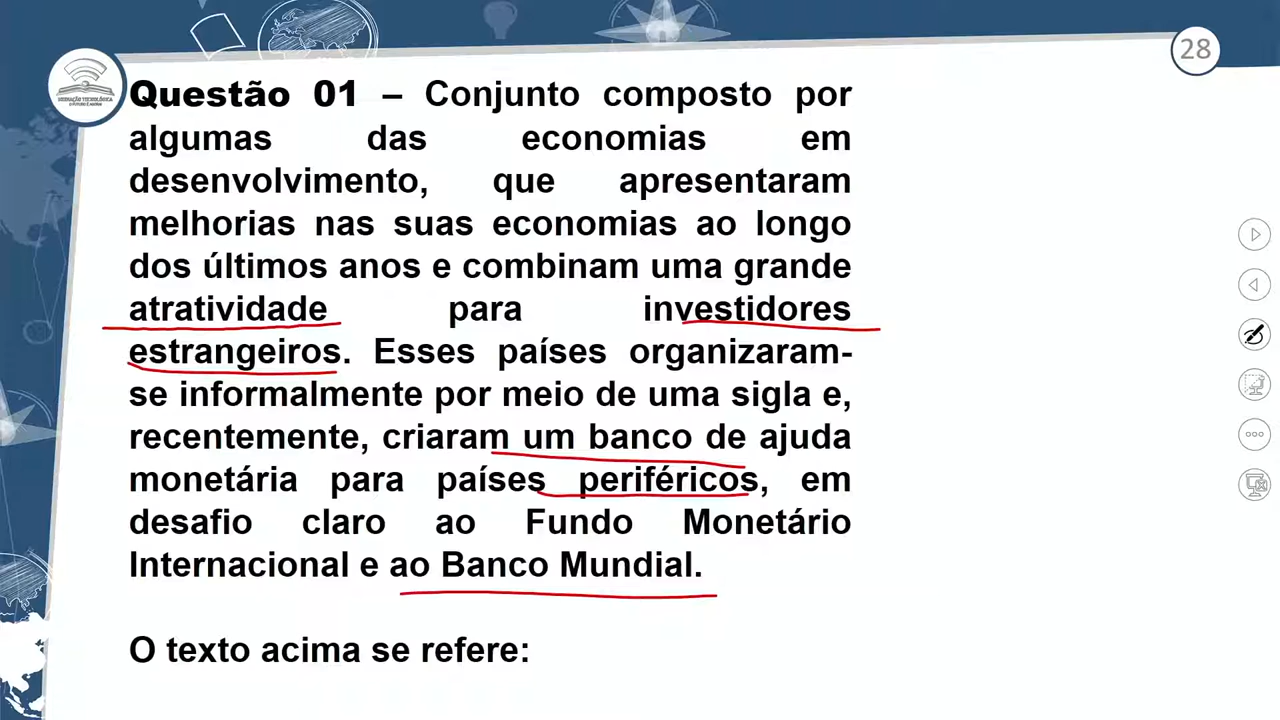 28
Questão 01 – Conjunto composto por
algumas das economias em
desenvolvimento, que apresentaram
melhorias nas suas economias ao longo
dos últimos anos e combinam uma grande
atratividade para investidores
estrangeiros. Esses países organizaram-
se informalmente por meio de uma sigla e,
recentemente, criaram um banco de ajuda
monetária para países periféricos, em
desafio claro ao Fundo Monetário
Internacional e ao Banco Mundial.
O texto acima se refere: